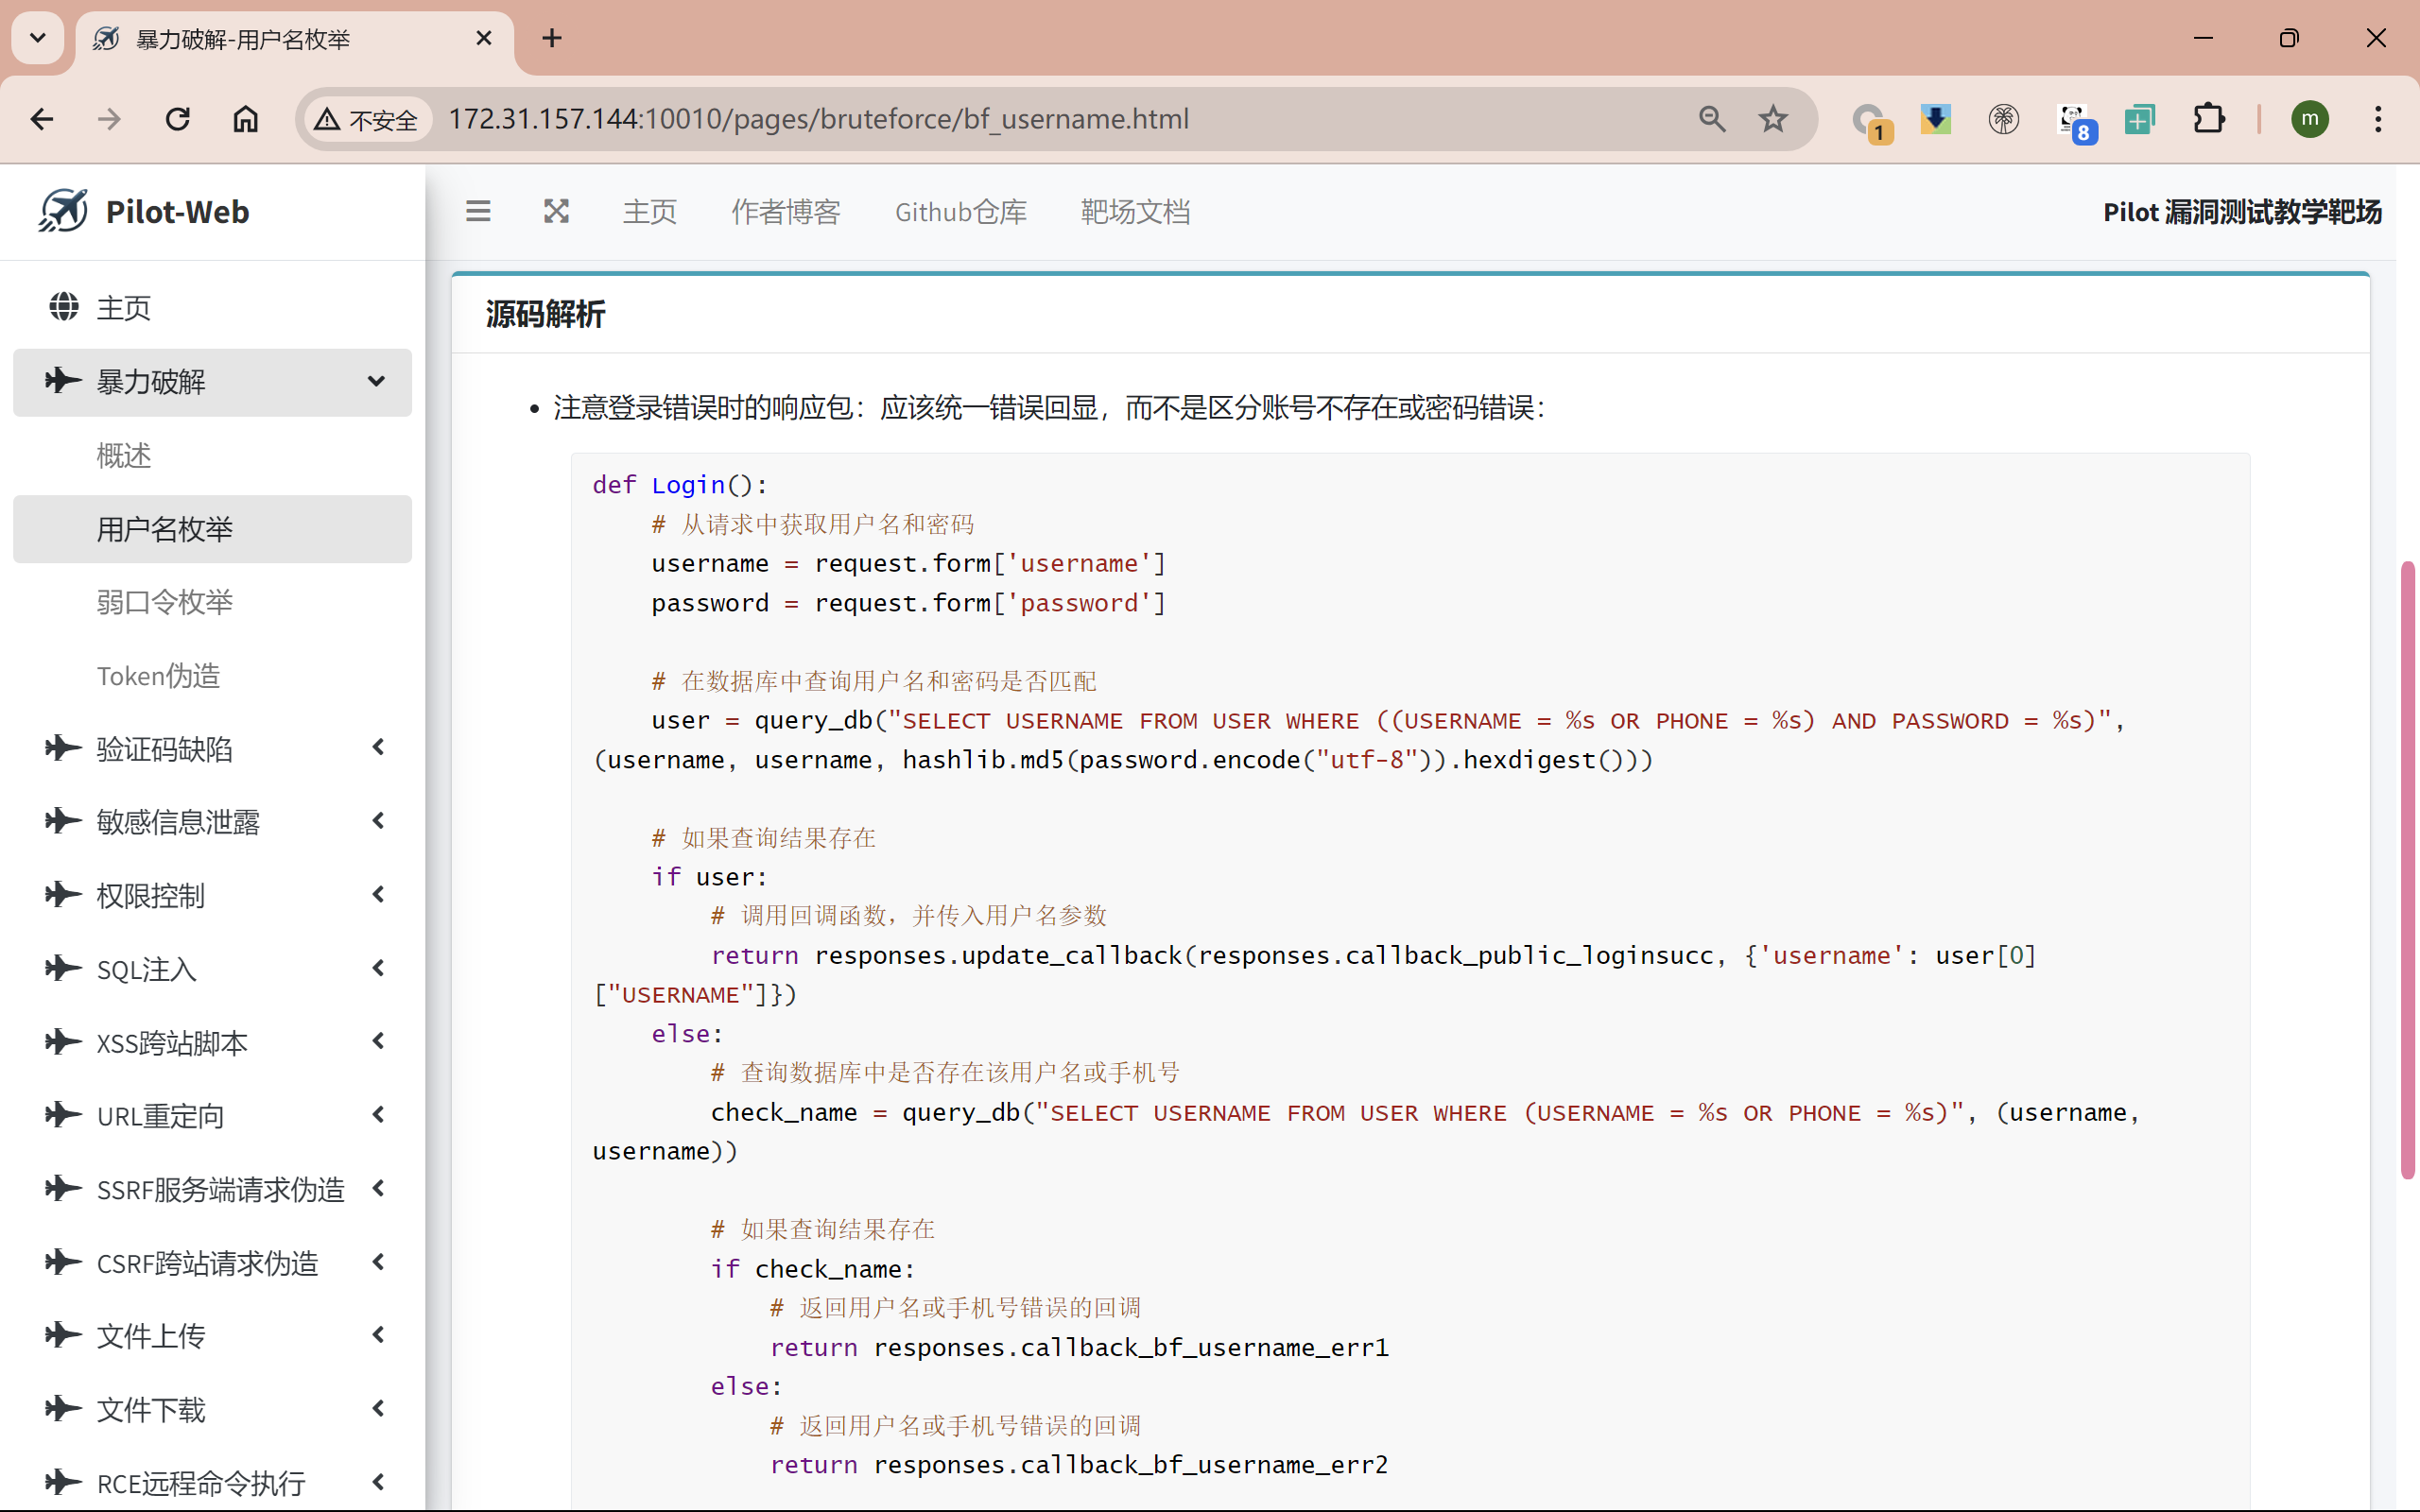 暴力破解-用户名枚举
不安全 172.31.157.144:10010/pages/bruteforce/bf_username.html
1
8
m
Pilot-Web
主页 作者博客 Github仓库 靶场文档
Pilot 漏洞测试教学靶场
主页
暴力破解
概述
用户名枚举
弱口令枚举
Token伪造
验证码缺陷
敏感信息泄露
权限控制
SQL注入
XSS跨站脚本
URL重定向
SSRF服务端请求伪造
CSRF跨站请求伪造
文件上传
文件下载
RCE远程命令执行
源码解析
• 注意登录错误时的响应包：应该统一错误回显，而不是区分账号不存在或密码错误：
def Login():
    # 从请求中获取用户名和密码
    username = request.form['username']
    password = request.form['password']
    # 在数据库中查询用户名和密码是否匹配
    user = query_db("SELECT USERNAME FROM USER WHERE ((USERNAME = %s OR PHONE = %s) AND PASSWORD = %s)",
(username, username, hashlib.md5(password.encode("utf-8")).hexdigest()))
    # 如果查询结果存在
    if user:
        # 调用回调函数，并传入用户名参数
        return responses.update_callback(responses.callback_public_loginsucc, {'username': user[0]
["USERNAME"]})
    else:
        # 查询数据库中是否存在该用户名或手机号
        check_name = query_db("SELECT USERNAME FROM USER WHERE (USERNAME = %s OR PHONE = %s)", (username,
username))
        # 如果查询结果存在
        if check_name:
            # 返回用户名或手机号错误的回调
            return responses.callback_bf_username_err1
        else:
            # 返回用户名或手机号错误的回调
            return responses.callback_bf_username_err2